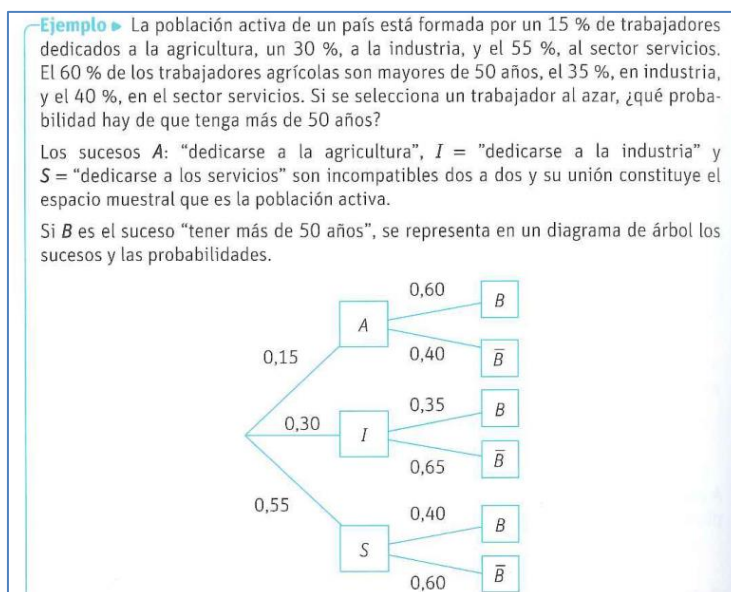 Ejemplo ▸ La población activa de un país está formada por un 15 % de trabajadores
dedicados a la agricultura, un 30 %, a la industria, y el 55 %, al sector servicios.
El 60 % de los trabajadores agrícolas son mayores de 50 años, el 35 %, en industria,
y el 40 %, en el sector servicios. Si se selecciona un trabajador al azar, ¿qué proba-
bilidad hay de que tenga más de 50 años?
Los sucesos A: “dedicarse a la agricultura”, I = ”dedicarse a la industria” y
S = “dedicarse a los servicios” son incompatibles dos a dos y su unión constituye el
espacio muestral que es la población activa.
Si B es el suceso “tener más de 50 años”, se representa en un diagrama de árbol los
sucesos y las probabilidades.
0,60
B
A
0,15
0,40
B̅
0,35
B
0,30
I
0,65
B̅
0,55
0,40
B
S
0,60
B̅